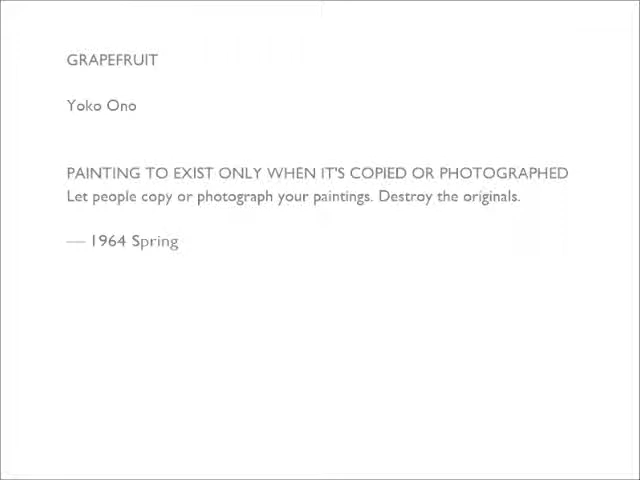 GRAPEFRUIT
Yoko Ono
PAINTING TO EXIST ONLY WHEN IT'S COPIED OR PHOTOGRAPHED
Let people copy or photograph your paintings. Destroy the originals.
— 1964 Spring